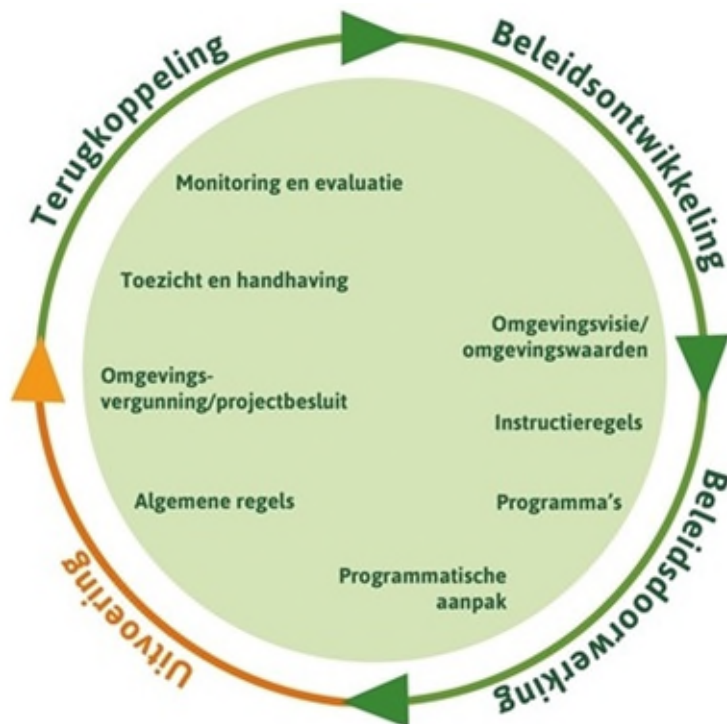 Terugkoppeling
Beleidsontwikkeling
Monitoring en evaluatie
Toezicht en handhaving
Omgevingsvisie/
omgevingswaarden
Omgevings-
vergunning/projectbesluit
Instructieregels
Algemene regels
Programma's
Programmatische
aanpak
Uitvoering
Beleidsdoorwerking